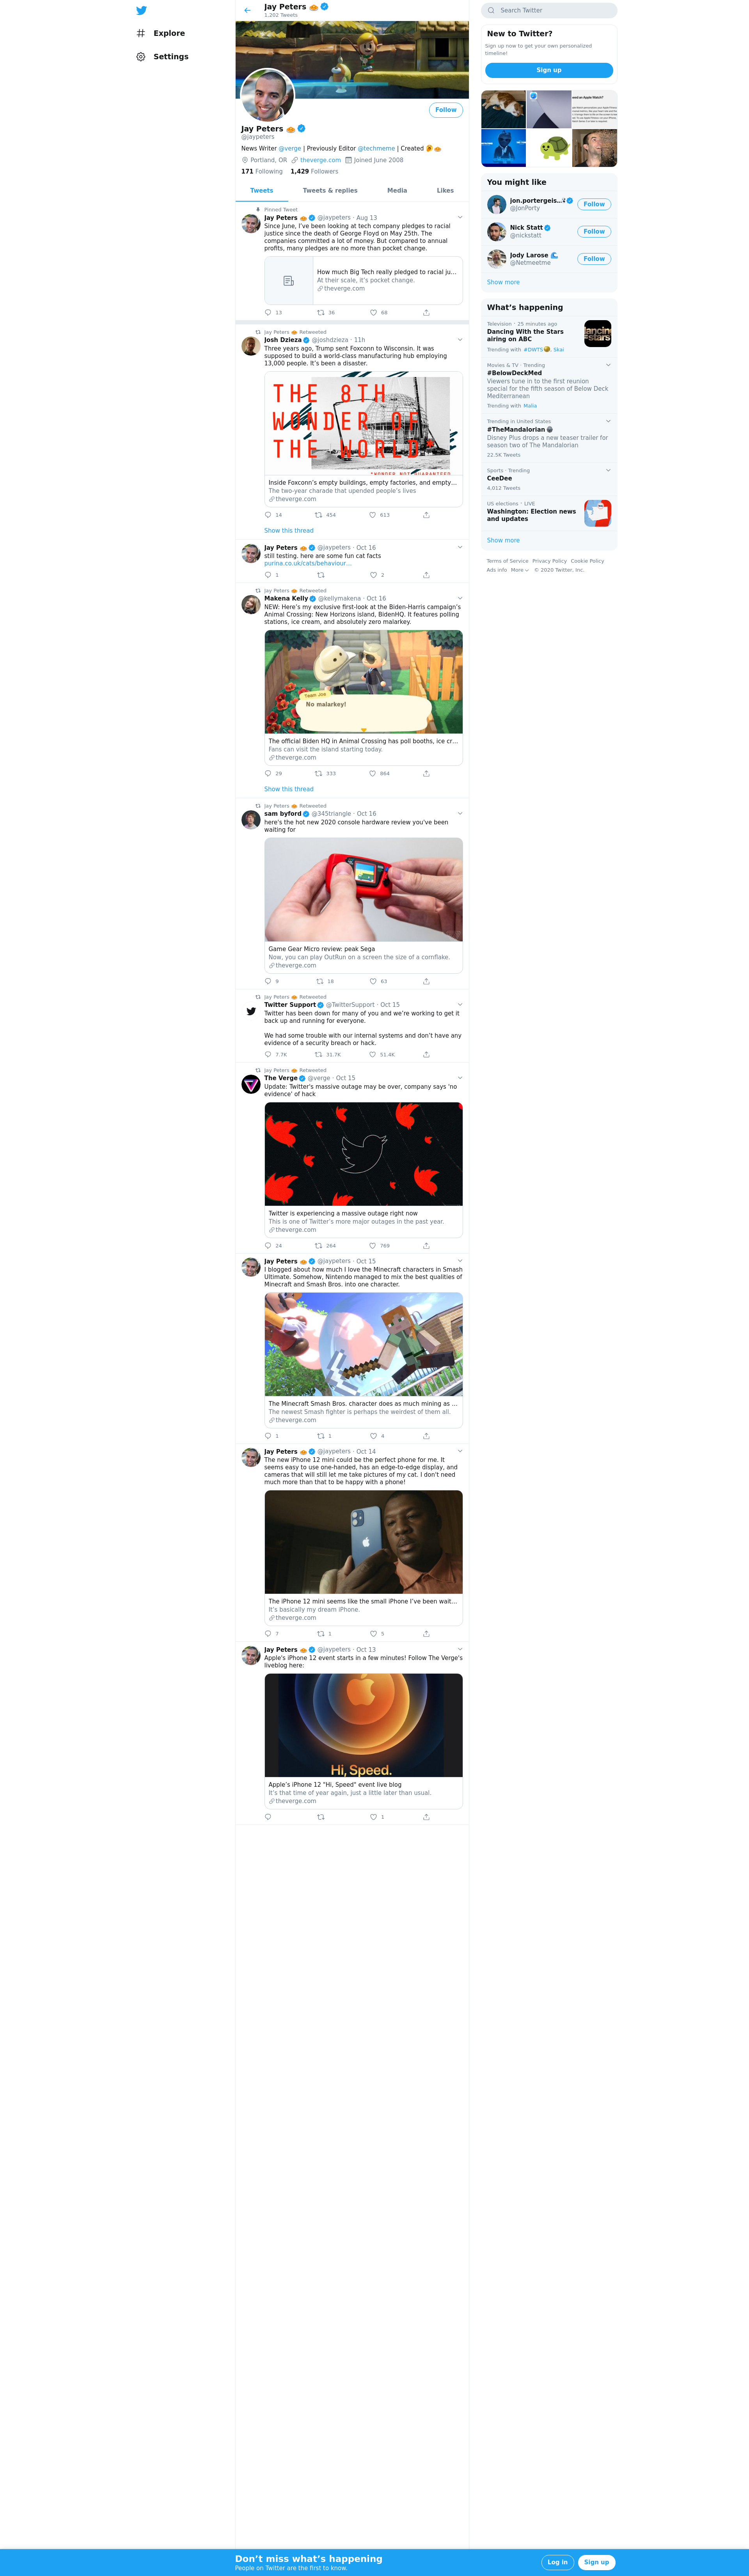 Explore
Settings
Jay Peters
1,202 Tweets
Follow
Jay Peters
@jaypeters
News Writer @verge | Previously Editor @techmeme | Created
Portland, OR theverge.com Joined June 2008
171 Following 1,429 Followers
Tweets Tweets & replies Media Likes
Pinned Tweet
Jay Peters @jaypeters · Aug 13
Since June, I’ve been looking at tech company pledges to racial
justice since the death of George Floyd on May 25th. The
companies committed a lot of money. But compared to annual
profits, many pledges are no more than pocket change.
How much Big Tech really pledged to racial ju…
At their scale, it’s pocket change.
theverge.com
13 36 68
Jay Peters Retweeted
Josh Dzieza @joshdzieza · 11h
Three years ago, Trump sent Foxconn to Wisconsin. It was
supposed to build a world-class manufacturing hub employing
13,000 people. It’s been a disaster.
THE 8TH
WONDER OF
THE WORLD*
*WONDER NOT GUARANTEED
Inside Foxconn’s empty buildings, empty factories, and empty…
The two-year charade that upended people’s lives
theverge.com
14 454 613
Show this thread
Jay Peters @jaypeters · Oct 16
still testing. here are some fun cat facts
purina.co.uk/cats/behaviour…
1 2
Jay Peters Retweeted
Makena Kelly @kellymakena · Oct 16
NEW: Here’s my exclusive first-look at the Biden-Harris campaign’s
Animal Crossing: New Horizons island, BidenHQ. It features polling
stations, ice cream, and absolutely zero malarkey.
Team Joe
No malarkey!
The official Biden HQ in Animal Crossing has poll booths, ice cr…
Fans can visit the island starting today.
theverge.com
29 333 864
Show this thread
Jay Peters Retweeted
sam byford @345triangle · Oct 16
here’s the hot new 2020 console hardware review you’ve been
waiting for
Game Gear Micro review: peak Sega
Now, you can play OutRun on a screen the size of a cornflake.
theverge.com
9 18 63
Jay Peters Retweeted
Twitter Support @TwitterSupport · Oct 15
Twitter has been down for many of you and we’re working to get it
back up and running for everyone.
We had some trouble with our internal systems and don’t have any
evidence of a security breach or hack.
7.7K 31.7K 51.4K
Jay Peters Retweeted
The Verge @verge · Oct 15
Update: Twitter's massive outage may be over, company says 'no
evidence' of hack
Twitter is experiencing a massive outage right now
This is one of Twitter’s more major outages in the past year.
theverge.com
24 264 769
Jay Peters @jaypeters · Oct 15
I blogged about how much I love the Minecraft characters in Smash
Ultimate. Somehow, Nintendo managed to mix the best qualities of
Minecraft and Smash Bros. into one character.
The Minecraft Smash Bros. character does as much mining as …
The newest Smash fighter is perhaps the weirdest of them all.
theverge.com
1 1 4
Jay Peters @jaypeters · Oct 14
The new iPhone 12 mini could be the perfect phone for me. It
seems easy to use one-handed, has an edge-to-edge display, and
cameras that will still let me take pictures of my cat. I don't need
much more than that to be happy with a phone!
The iPhone 12 mini seems like the small iPhone I’ve been wait…
It’s basically my dream iPhone.
theverge.com
7 1 5
Jay Peters @jaypeters · Oct 13
Apple's iPhone 12 event starts in a few minutes! Follow The Verge's
liveblog here:
Hi, Speed.
Apple’s iPhone 12 "Hi, Speed" event live blog
It’s that time of year again, just a little later than usual.
theverge.com
1
Search Twitter
New to Twitter?
Sign up now to get your own personalized
timeline!
Sign up
You might like
jon.portergeis…
@JonPorty
Follow
Nick Statt
@nickstatt
Follow
Jody Larose
@Netmeetme
Follow
Show more
What’s happening
Television · 25 minutes ago
Dancing With the Stars
airing on ABC
Trending with #DWTS, Skai
Movies & TV · Trending
#BelowDeckMed
Viewers tune in to the first reunion
special for the fifth season of Below Deck
Mediterranean
Trending with Malia
Trending in United States
#TheMandalorian
Disney Plus drops a new teaser trailer for
season two of The Mandalorian
22.5K Tweets
Sports · Trending
CeeDee
4,012 Tweets
US elections · LIVE
Washington: Election news
and updates
Show more
Terms of Service Privacy Policy Cookie Policy
Ads info More © 2020 Twitter, Inc.
Don’t miss what’s happening
People on Twitter are the first to know.
Log in Sign up